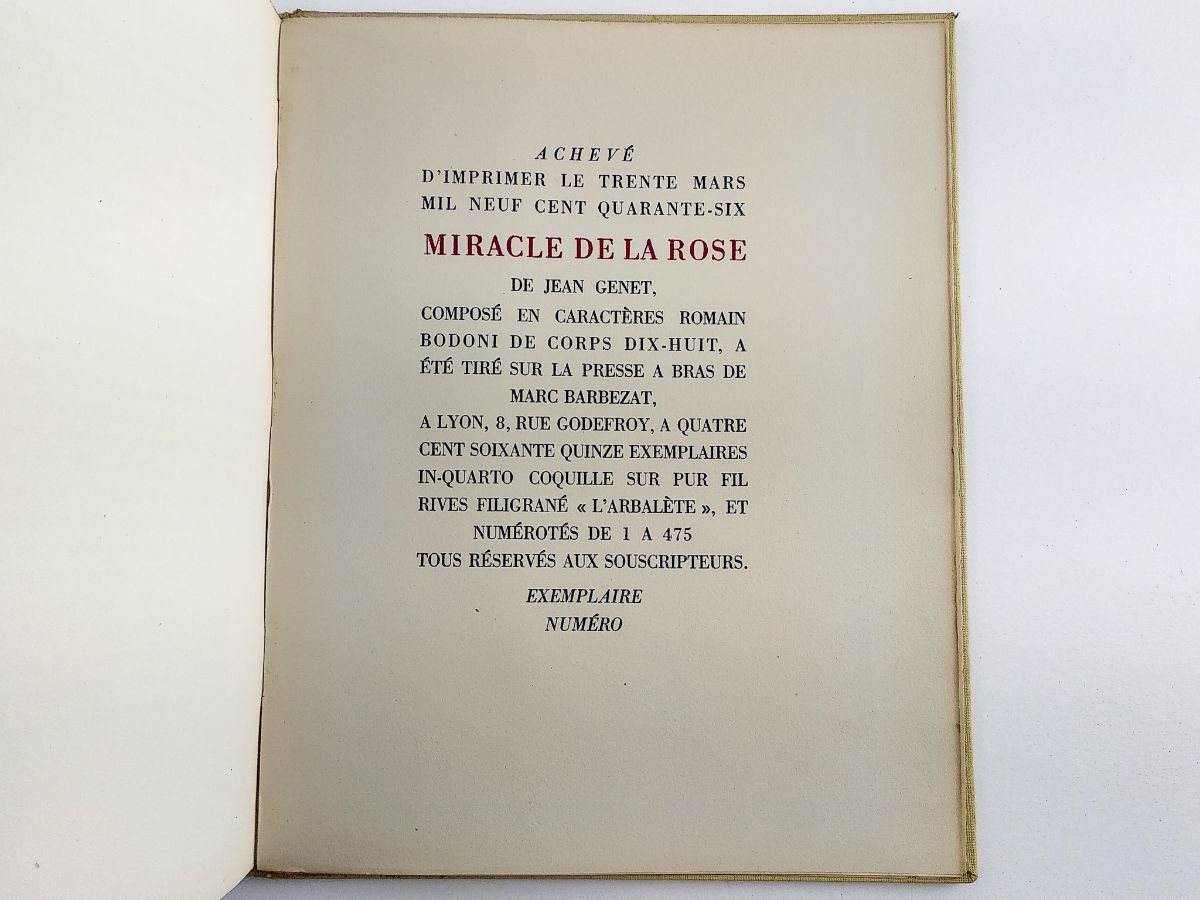 ACHEVÉ
D'IMPRIMER LE TRENTE MARS
MIL NEUF CENT QUARANTE-SIX
MIRACLE DE LA ROSE
DE JEAN GENET,
COMPOSÉ EN CARACTÈRES ROMAIN
BODONI DE CORPS DIX-HUIT, A
ÉTÉ TIRÉ SUR LA PRESSE A BRAS DE
MARC BARBEZAT,
A LYON, 8, RUE GODEFROY, A QUATRE
CENT SOIXANTE QUINZE EXEMPLAIRES
IN-QUARTO COQUILLE SUR PUR FIL
RIVES FILIGRANÉ « L'ARBALÈTE », ET
NUMÉROTÉS DE 1 A 475
TOUS RÉSERVÉS AUX SOUSCRIPTEURS.
EXEMPLAIRE
NUMÉRO